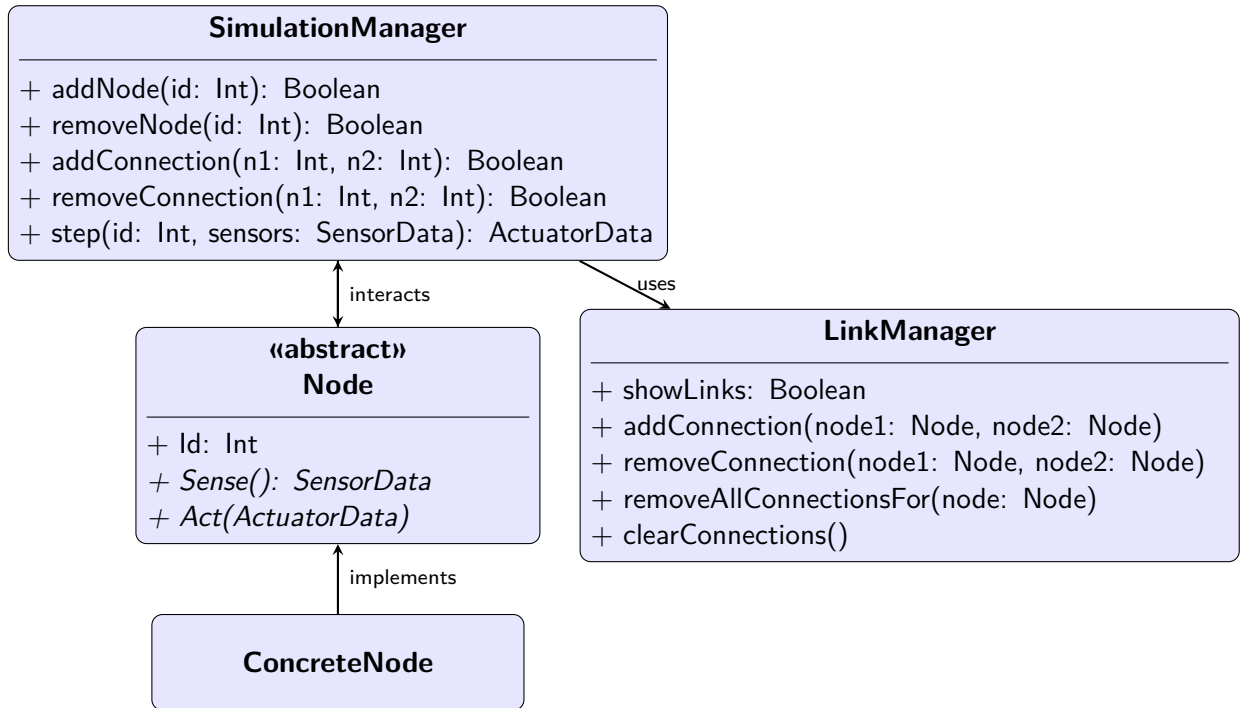 SimulationManager
+ addNode(id: Int): Boolean
+ removeNode(id: Int): Boolean
+ addConnection(n1: Int, n2: Int): Boolean
+ removeConnection(n1: Int, n2: Int): Boolean
+ step(id: Int, sensors: SensorData): ActuatorData
interacts
uses
«abstract»
Node
+ Id: Int
+ Sense(): SensorData
+ Act(ActuatorData)
LinkManager
+ showLinks: Boolean
+ addConnection(node1: Node, node2: Node)
+ removeConnection(node1: Node, node2: Node)
+ removeAllConnectionsFor(node: Node)
+ clearConnections()
implements
ConcreteNode